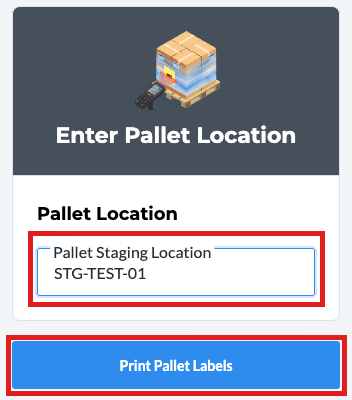 Enter Pallet Location
Pallet Location
Pallet Staging Location
STG-TEST-01
Print Pallet Labels